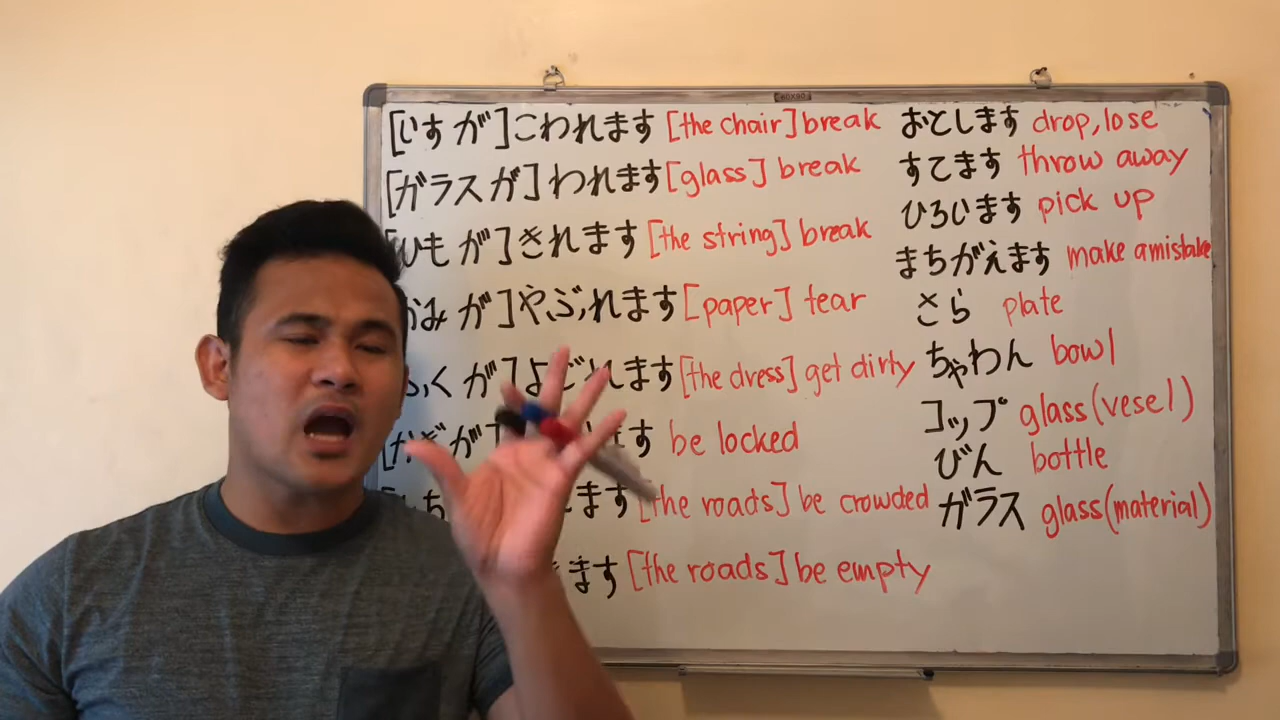 [いす が] こわれます [the chair] break
[ガラスが] われます [glass] break
[ひも が] きれます [the string] break
み が] やぶれます [paper] tear
く が] よごれます [the dress] get dirty
[かぎが ます be locked
ます [the roads] be crowded
ます [the roads] be empty
おとします drop, lose
すてます throw away
ひろいます pick up
まちがえます make a mistake
さら plate
ちゃわん bowl
コップ glass (vesel)
びん bottle
ガラス glass (material)